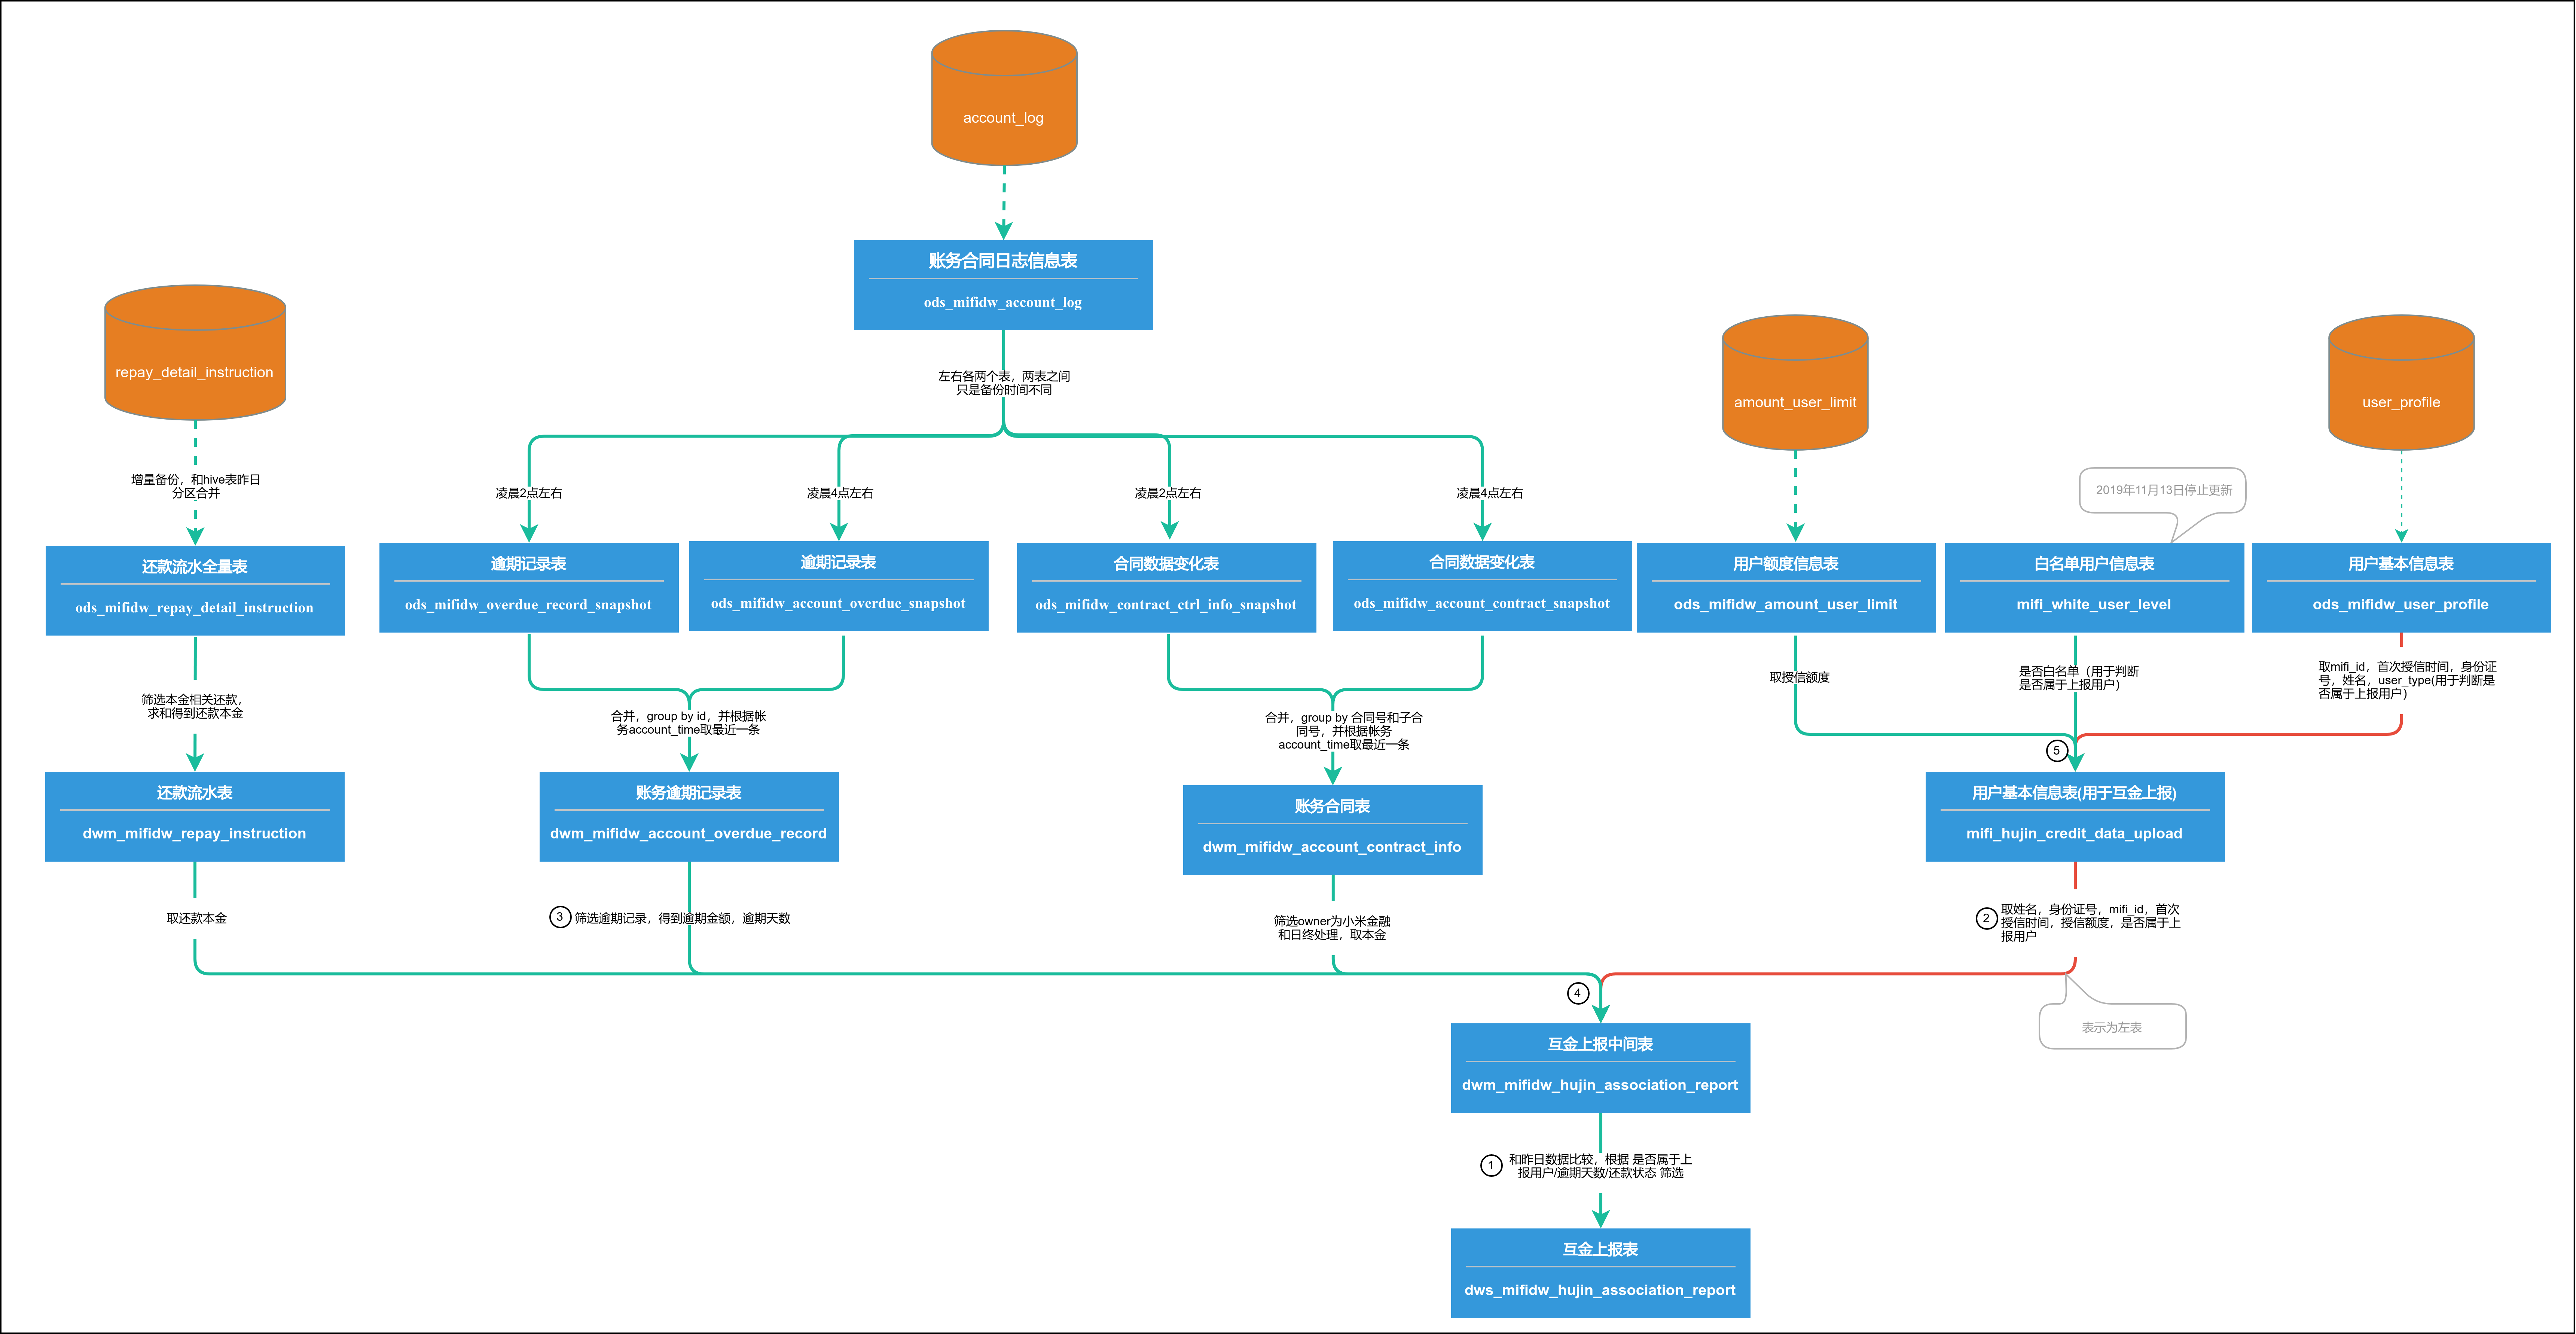 account_log
账务合同日志信息表
ods_mifidw_account_log
左右各两个表，两表之间
只是备份时间不同
repay_detail_instruction
增量备份，和hive表昨日
分区合并
凌晨2点左右
凌晨4点左右
凌晨2点左右
凌晨4点左右
amount_user_limit
user_profile
2019年11月13日停止更新
还款流水全量表
ods_mifidw_repay_detail_instruction
逾期记录表
ods_mifidw_overdue_record_snapshot
逾期记录表
ods_mifidw_account_overdue_snapshot
合同数据变化表
ods_mifidw_contract_ctrl_info_snapshot
合同数据变化表
ods_mifidw_account_contract_snapshot
用户额度信息表
ods_mifidw_amount_user_limit
白名单用户信息表
mifi_white_user_level
用户基本信息表
ods_mifidw_user_profile
筛选本金相关还款，
求和得到还款本金
合并，group by id，并根据帐
务account_time取最近一条
合并，group by 合同号和子合
同号，并根据帐务
account_time取最近一条
取授信额度
是否白名单（用于判断
是否属于上报用户）
取mifi_id，首次授信时间，身份证
号，姓名，user_type(用于判断是
否属于上报用户)
5
还款流水表
dwm_mifidw_repay_instruction
账务逾期记录表
dwm_mifidw_account_overdue_record
账务合同表
dwm_mifidw_account_contract_info
用户基本信息表(用于互金上报)
mifi_hujin_credit_data_upload
取还款本金
3
筛选逾期记录，得到逾期金额，逾期天数
筛选owner为小米金融
和日终处理，取本金
2
取姓名，身份证号，mifi_id，首次
授信时间，授信额度，是否属于上
报用户
4
表示为左表
互金上报中间表
dwm_mifidw_hujin_association_report
1
和昨日数据比较，根据 是否属于上
报用户/逾期天数/还款状态 筛选
互金上报表
dws_mifidw_hujin_association_report